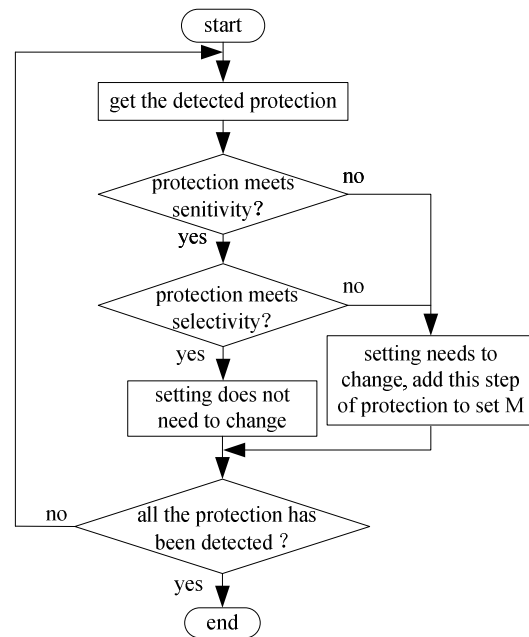 start
get the detected protection
protection meets
senitivity?
no
yes
protection meets
selectivity?
no
yes
setting does not
need to change
setting needs to
change, add this step
of protection to set M
all the protection has
been detected ?
no
yes
end